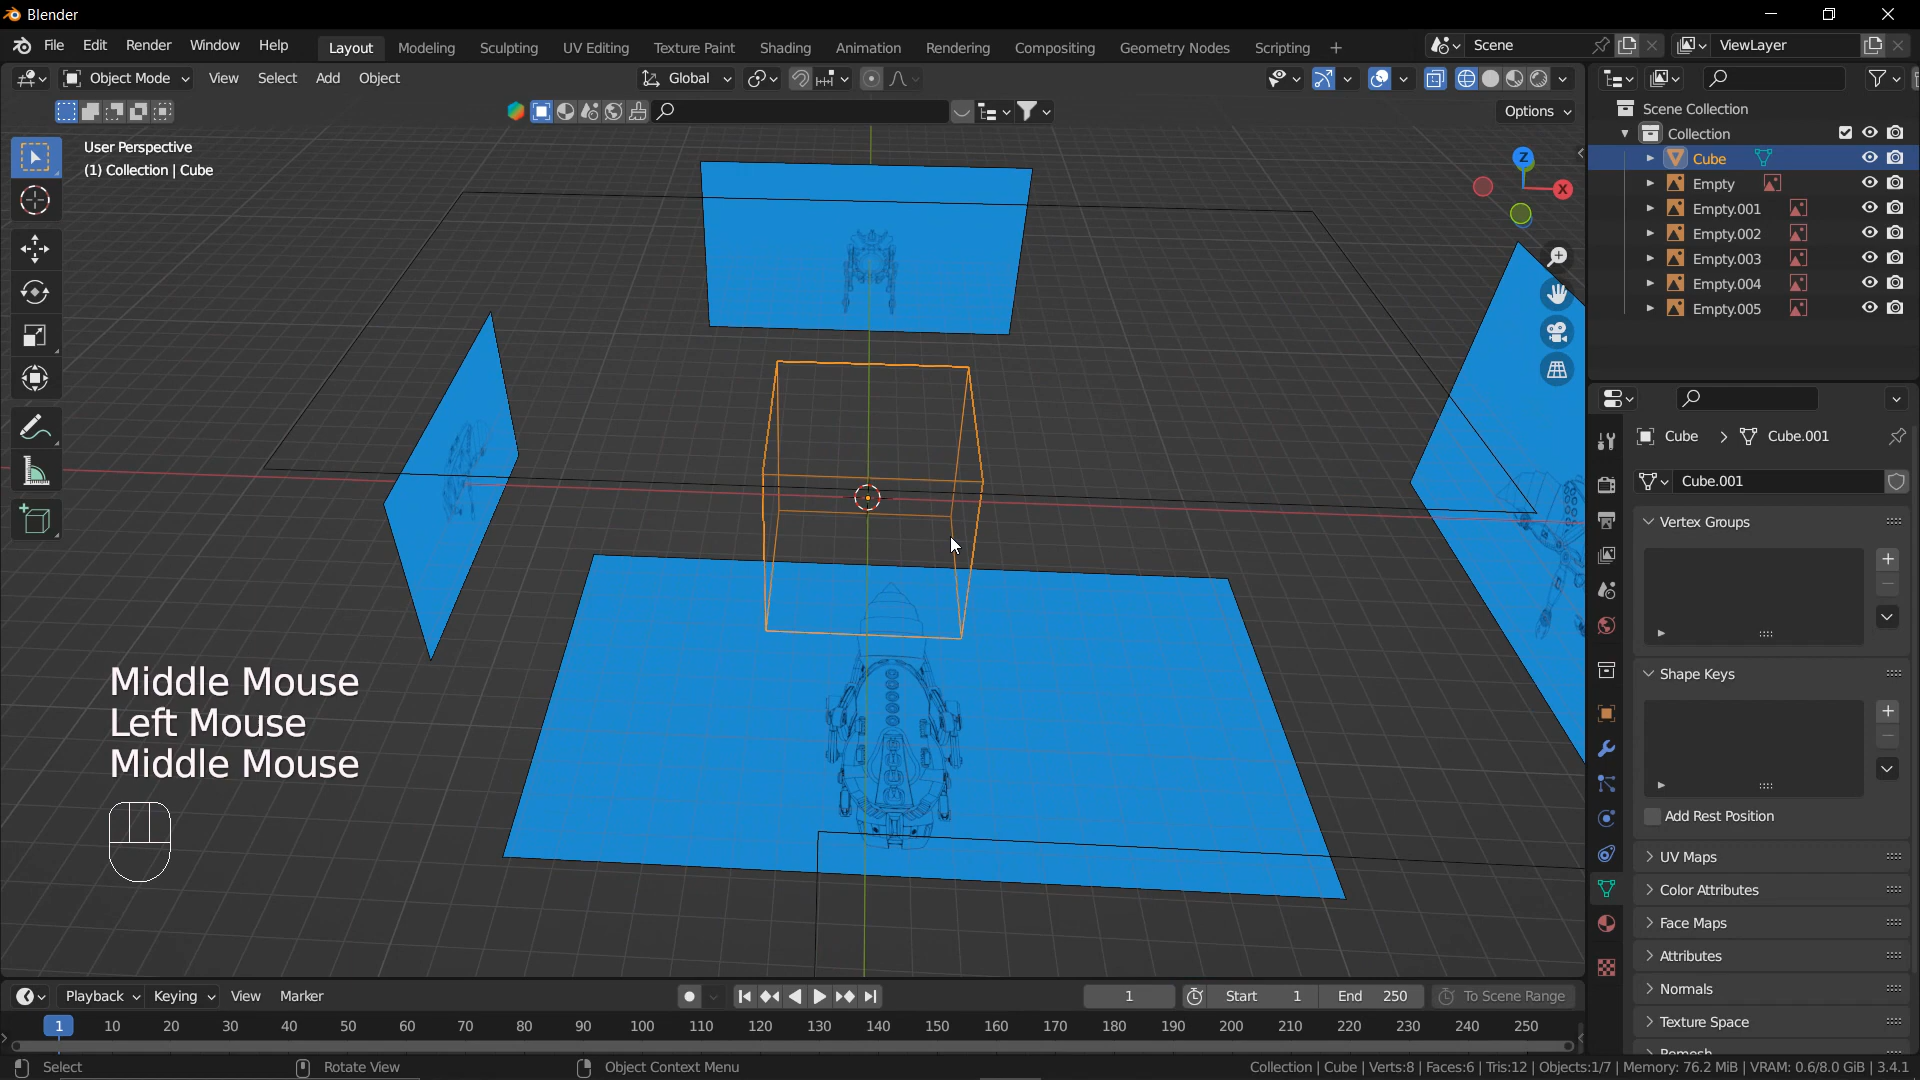 Blender
File Edit Render Window Help
Layout Modeling Sculpting UV Editing Texture Paint Shading Animation Rendering Compositing Geometry Nodes Scripting +
Scene
ViewLayer
Object Mode View Select Add Object
Global
Options
User Perspective
(1) Collection | Cube
Z
X
Scene Collection
Collection
Cube
Empty
Empty.001
Empty.002
Empty.003
Empty.004
Empty.005
Cube > Cube.001
Cube.001
Vertex Groups
Shape Keys
Add Rest Position
UV Maps
Color Attributes
Face Maps
Attributes
Normals
Texture Space
Middle Mouse
Left Mouse
Middle Mouse
Playback Keying View Marker
1
Start 1
End 250
To Scene Range
1 10 20 30 40 50 60 70 80 90 100 110 120 130 140 150 160 170 180 190 200 210 220 230 240 250
Select
Rotate View
Object Context Menu
Collection | Cube | Verts:8 | Faces:6 | Tris:12 | Objects:1/7 | Memory: 76.2 MiB | VRAM: 0.6/8.0 GiB | 3.4.1